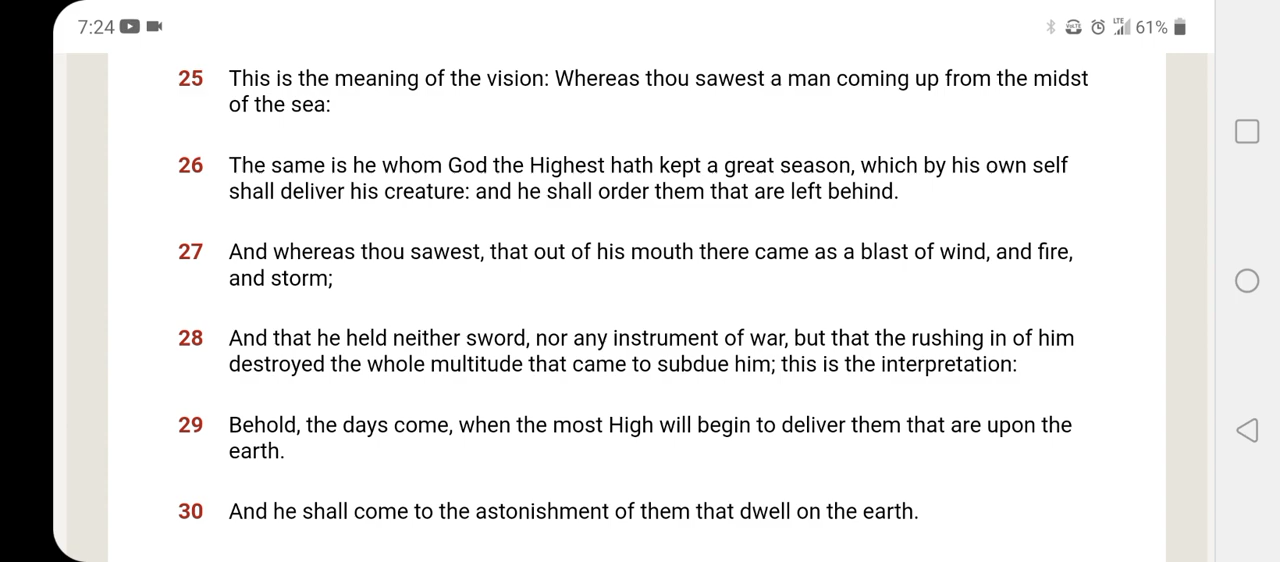 7:24
LTE 61%
25 This is the meaning of the vision: Whereas thou sawest a man coming up from the midst
of the sea:
26 The same is he whom God the Highest hath kept a great season, which by his own self
shall deliver his creature: and he shall order them that are left behind.
27 And whereas thou sawest, that out of his mouth there came as a blast of wind, and fire,
and storm;
28 And that he held neither sword, nor any instrument of war, but that the rushing in of him
destroyed the whole multitude that came to subdue him; this is the interpretation:
29 Behold, the days come, when the most High will begin to deliver them that are upon the
earth.
30 And he shall come to the astonishment of them that dwell on the earth.